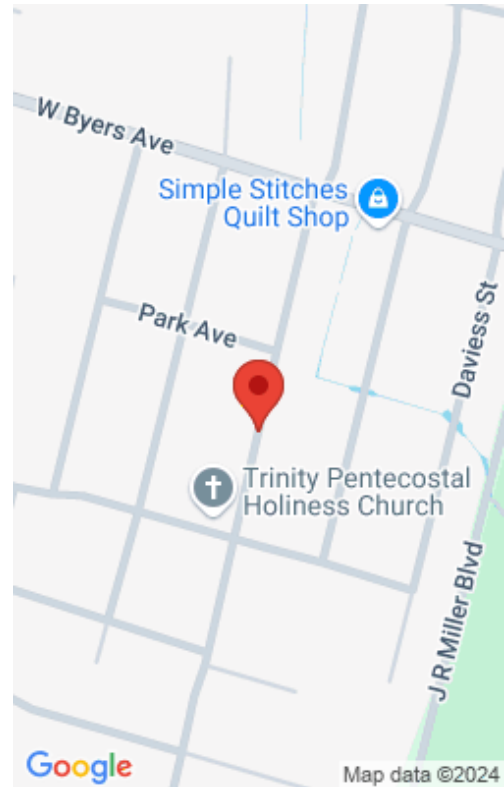 W Byers Ave
Simple Stitches
Quilt Shop
Park Ave
Daviess St
Trinity Pentecostal
Holiness Church
J R Miller Blvd
Google
Map data ©2024